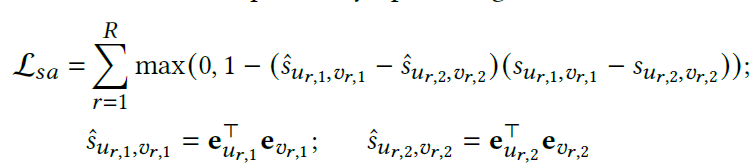 $\mathcal{L}_{sa} = \sum_{r=1}^{R} \max(0, 1 - (\hat{s}_{u_{r,1},v_{r,1}} - \hat{s}_{u_{r,2},v_{r,2}})(s_{u_{r,1},v_{r,1}} - s_{u_{r,2},v_{r,2}}));$
$\hat{s}_{u_{r,1},v_{r,1}} = \mathbf{e}_{u_{r,1}}^{\top} \mathbf{e}_{v_{r,1}}; \quad \hat{s}_{u_{r,2},v_{r,2}} = \mathbf{e}_{u_{r,2}}^{\top} \mathbf{e}_{v_{r,2}}$